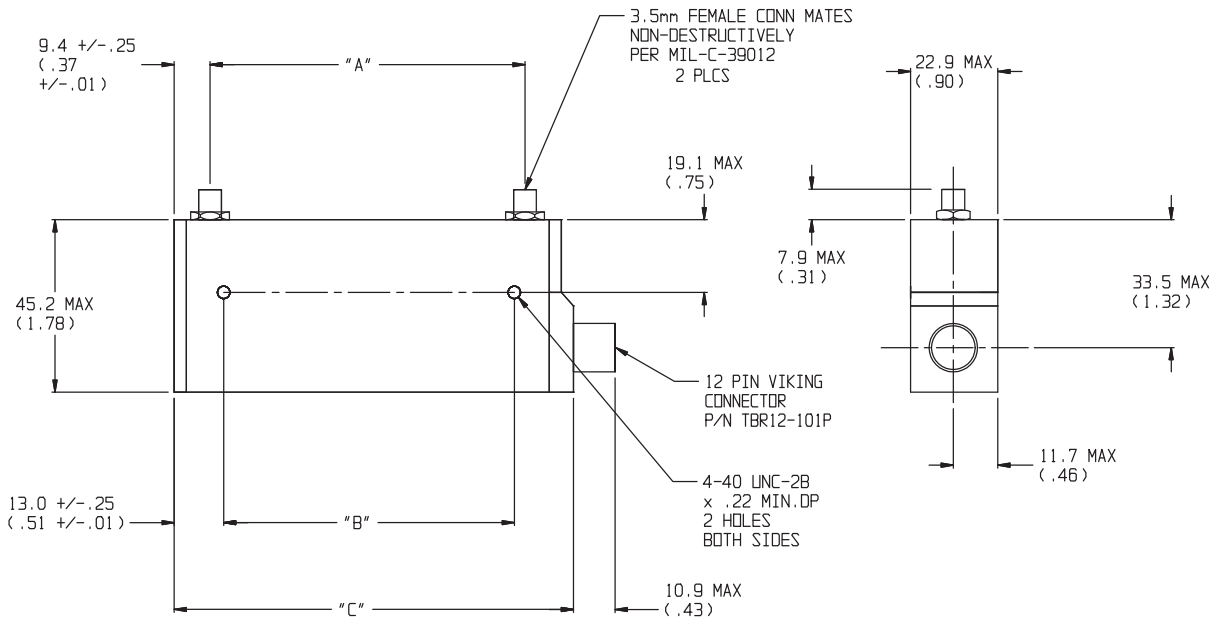 3.5mm FEMALE CONN MATES
NON-DESTRUCTIVELY
PER MIL-C-39012
2 PLCS
9.4 +/-.25
(.37
+/-.01)
"A"
22.9 MAX
(.90)
19.1 MAX
(.75)
7.9 MAX
(.31)
33.5 MAX
(1.32)
45.2 MAX
(1.78)
12 PIN VIKING
CONNECTOR
P/N TBR12-101P
11.7 MAX
(.46)
4-40 UNC-2B
x .22 MIN.DP
2 HOLES
BOTH SIDES
13.0 +/-.25
(.51 +/-.01)
"B"
10.9 MAX
(.43)
"C"